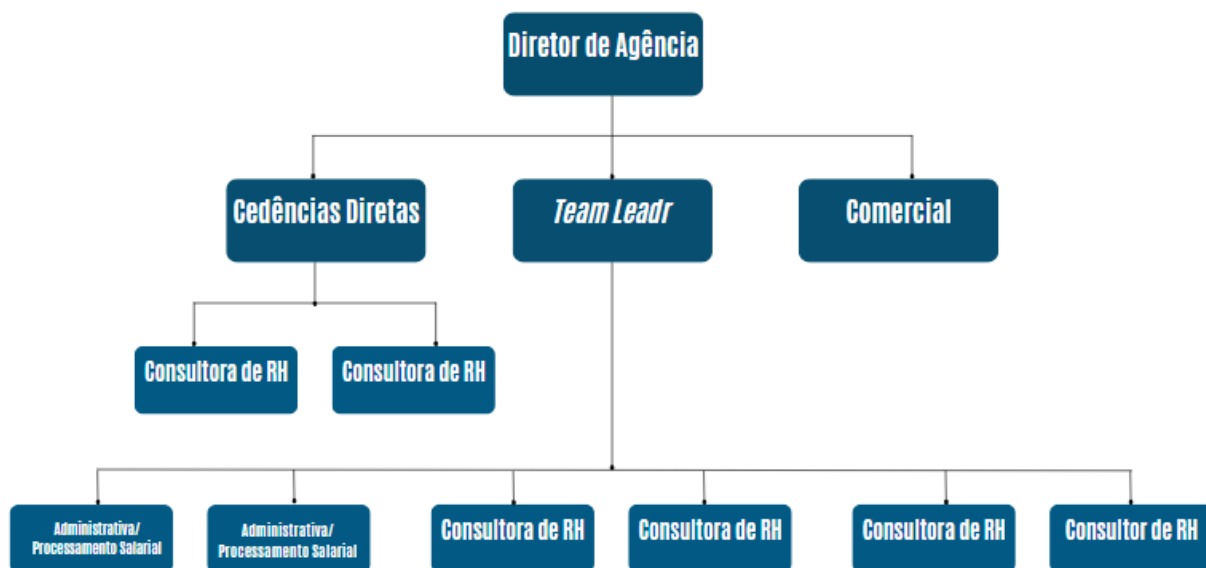 Diretor de Agência
Cedências Diretas
Team Leadr
Comercial
Consultora de RH
Consultora de RH
Administrativa/
Processamento Salarial
Administrativa/
Processamento Salarial
Consultora de RH
Consultora de RH
Consultora de RH
Consultor de RH